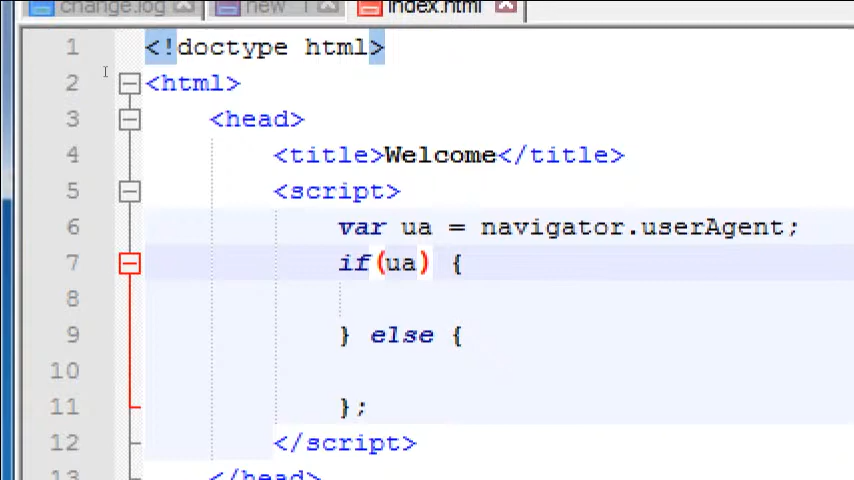 change.log new 1 index.html
1 <!doctype html>
2 <html>
3 <head>
4 <title>Welcome</title>
5 <script>
6 var ua = navigator.userAgent;
7 if(ua) {
8
9 } else {
10
11 };
12 </script>
13 </head>